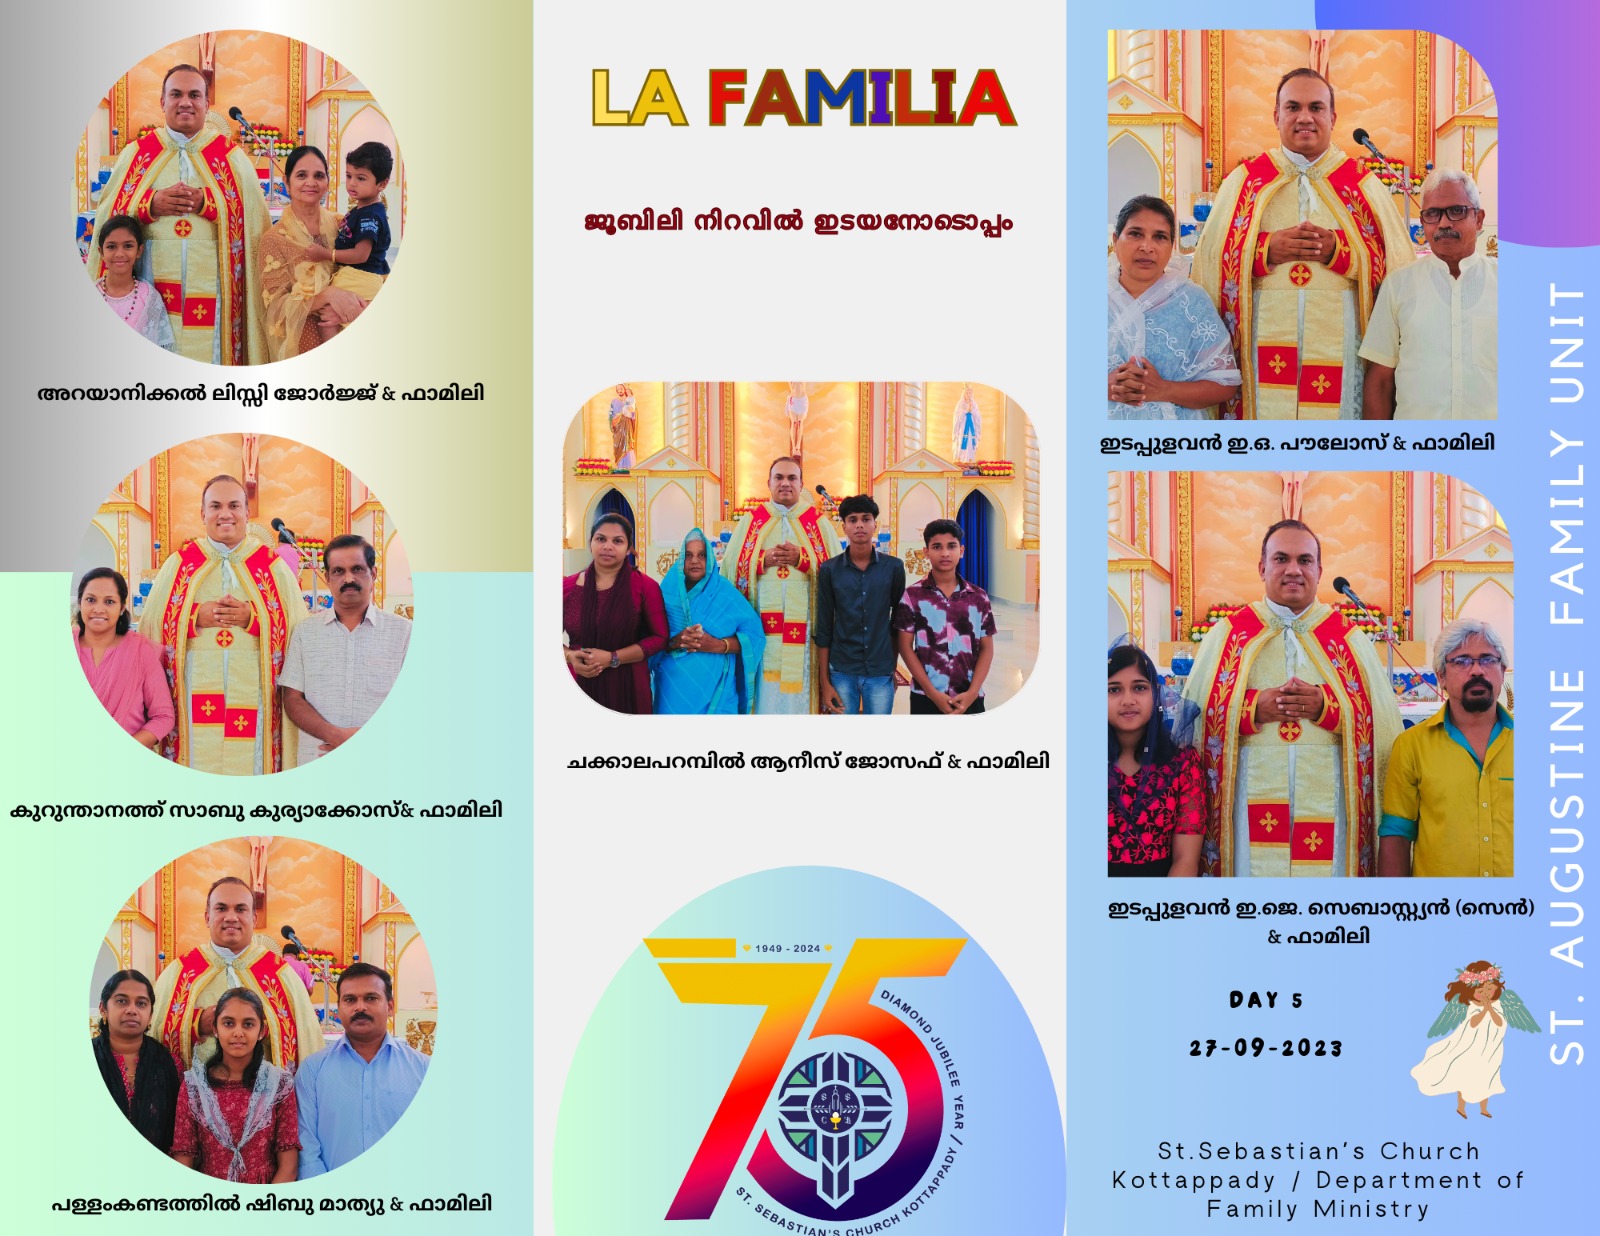 അറയാനിക്കൽ ലിസ്സി ജോർജ്ജ് & ഫാമിലി
കുറുന്താനത്ത് സാബു കുര്യാക്കോസ്& ഫാമിലി
പള്ളംകണ്ടത്തിൽ ഷിബു മാത്യു & ഫാമിലി
LA FAMILIA
ജൂബിലി നിറവിൽ ഇടയനോടൊപ്പം
ചക്കാലപറമ്പിൽ ആനീസ് ജോസഫ് & ഫാമിലി
1949 - 2024
75
DIAMOND JUBILEE YEAR /
ST. SEBASTIAN'S CHURCH KOTTAPPADY
ഇടപ്പുളവൻ ഇ.ഒ. പൗലോസ് & ഫാമിലി
ഇടപ്പുളവൻ ഇ.ജെ. സെബാസ്റ്റ്യൻ (സെൻ)
& ഫാമിലി
DAY 5
27-09-2023
St.Sebastian's Church
Kottappady / Department of
Family Ministry
ST. AUGUSTINE FAMILY UNIT